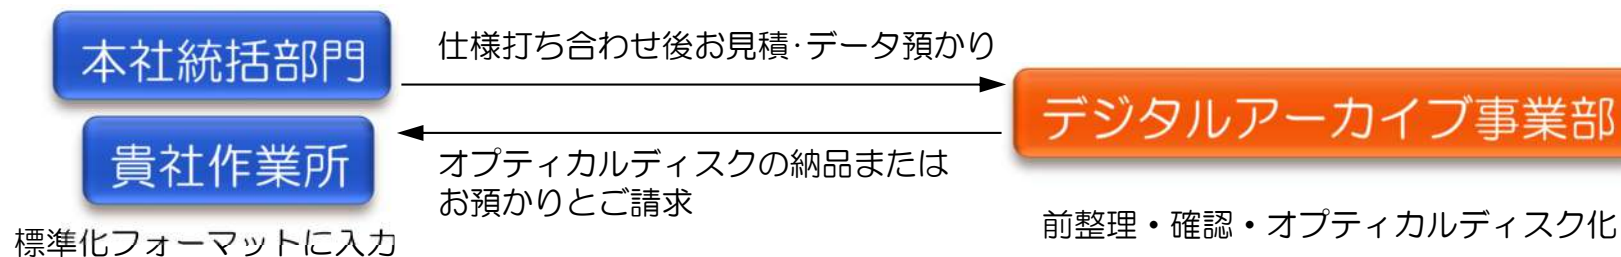 本社統括部門
貴社作業所
標準化フォーマットに入力
仕様打ち合わせ後お見積・データ預かり
オプティカルディスクの納品または
お預かりとご請求
デジタルアーカイブ事業部
前整理・確認・オプティカルディスク化